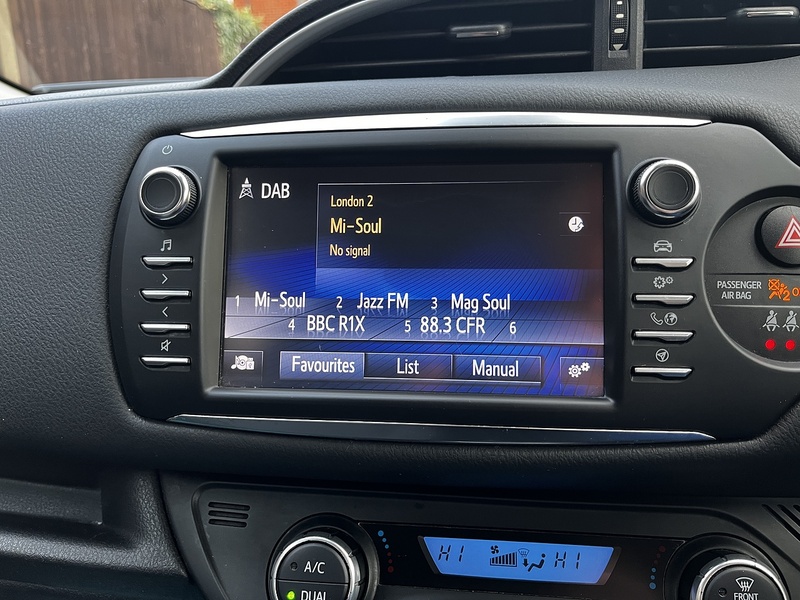 DAB
London 2
Mi-Soul
No signal
1 Mi-Soul 2 Jazz FM 3 Mag Soul
4 BBC R1X 5 88.3 CFR 6
Favourites List Manual
PASSENGER
AIR BAG
2
HI HI
A/C
DUAL
FRONT